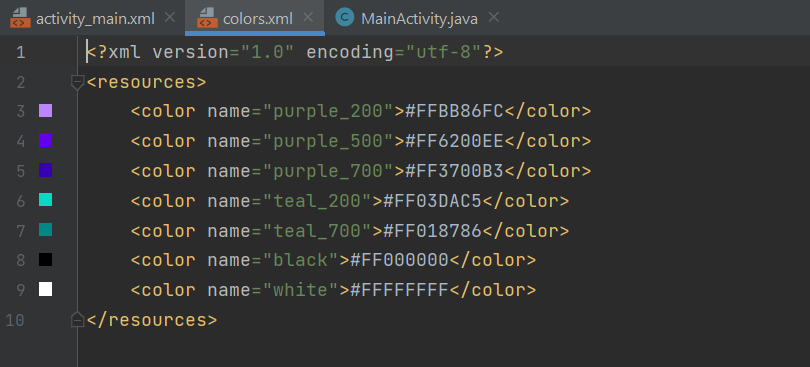 activity_main.xml colors.xml MainActivity.java
1 <?xml version="1.0" encoding="utf-8"?>
2 <resources>
3 <color name="purple_200">#FFBB86FC</color>
4 <color name="purple_500">#FF6200EE</color>
5 <color name="purple_700">#FF3700B3</color>
6 <color name="teal_200">#FF03DAC5</color>
7 <color name="teal_700">#FF018786</color>
8 <color name="black">#FF000000</color>
9 <color name="white">#FFFFFFFF</color>
10 </resources>